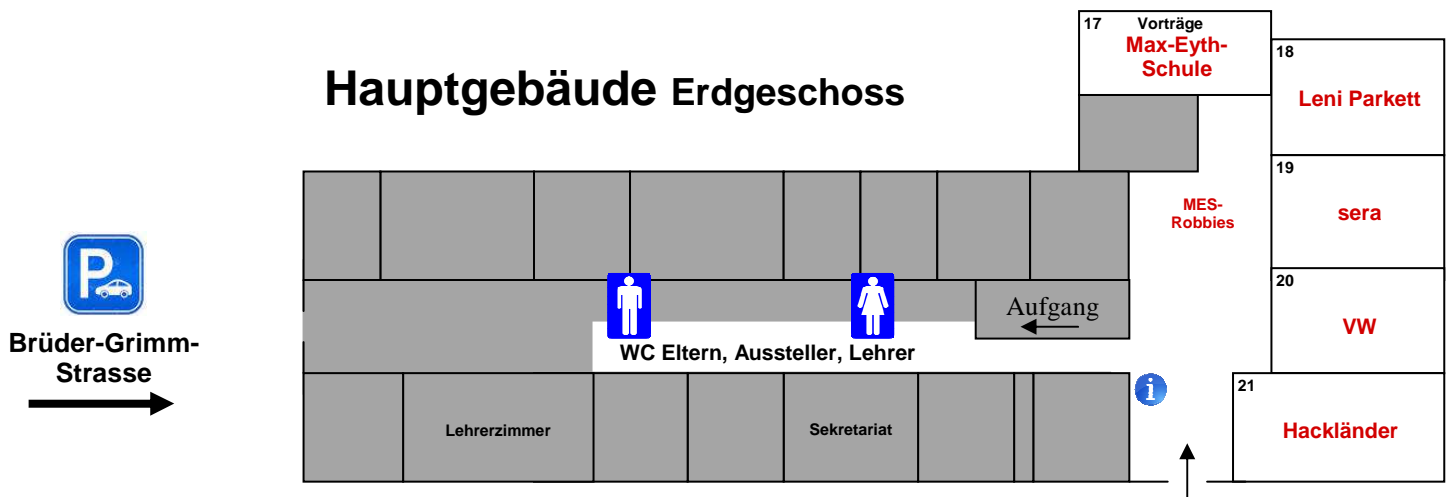 17 Vorträge
Max-Eyth-
Schule
18
Leni Parkett
Hauptgebäude Erdgeschoss
19
sera
MES-
Robbies
P
Brüder-Grimm-
Strasse
20
VW
Aufgang
WC Eltern, Aussteller, Lehrer
i
21
Hackländer
Lehrerzimmer
Sekretariat